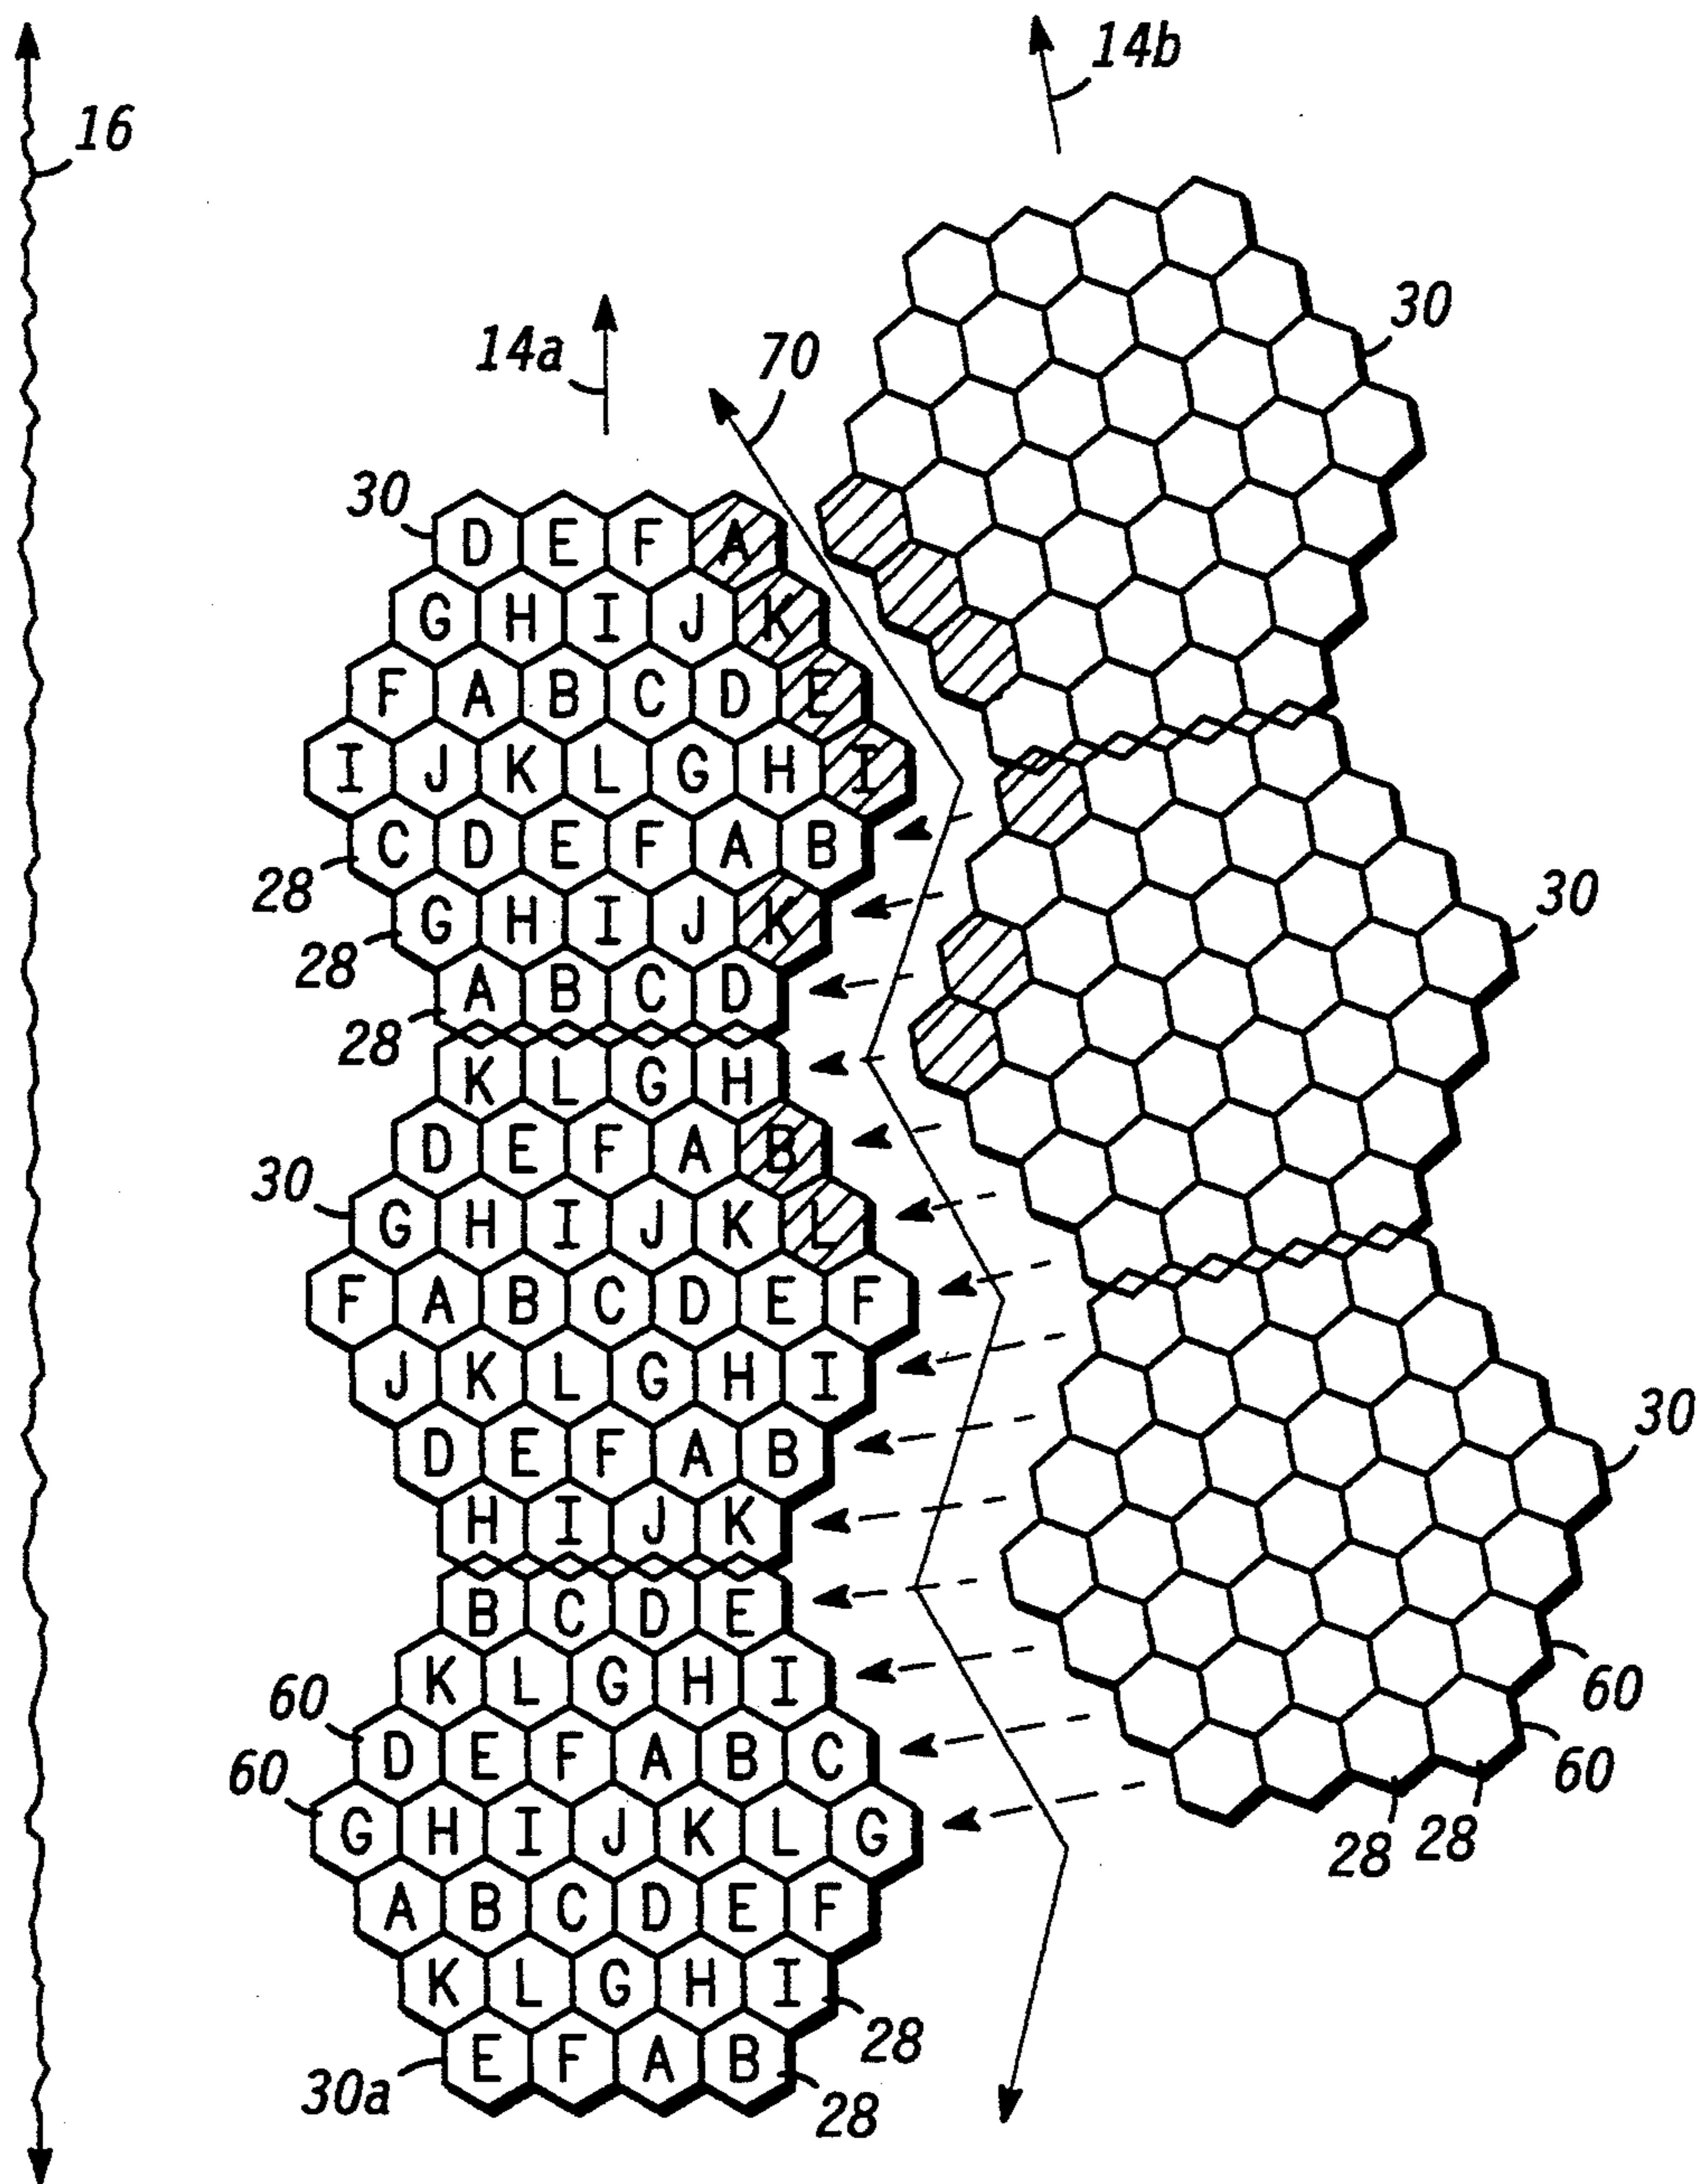 14b
16
30
14a
70
30
D E F A
G H I J K
F A B C D E
I J K L G H I
C D E F A B
28
G H I J K
30
28
A B C D
28
K L G H
D E F A B
30
G H I J K L
F A B C D E F
J K L G H I
30
D E F A B
H I J K
B C D E
K L G H I
60
60
D E F A B C
60
60
G H I J K L G
28
28
A B C D E F
K L G H I
28
E F A B
30a
28